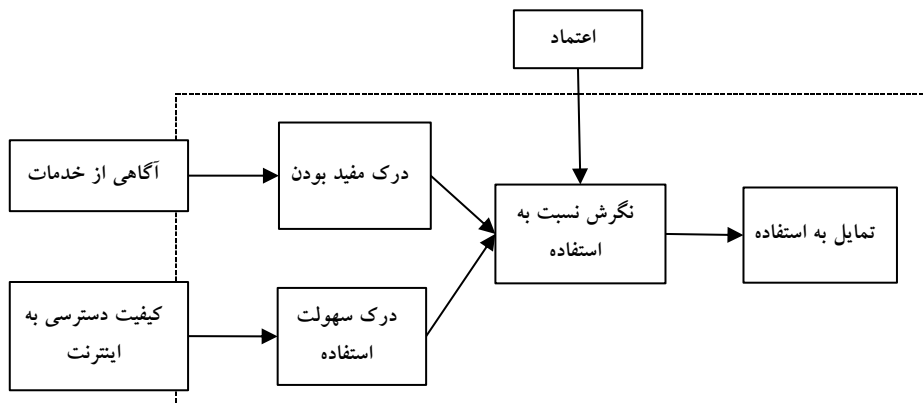 اعتماد
آگاهی از خدمات
درک مفید بودن
نگرش نسبت به
استفاده
تمایل به استفاده
کیفیت دسترسی به
اینترنت
درک سهولت
استفاده